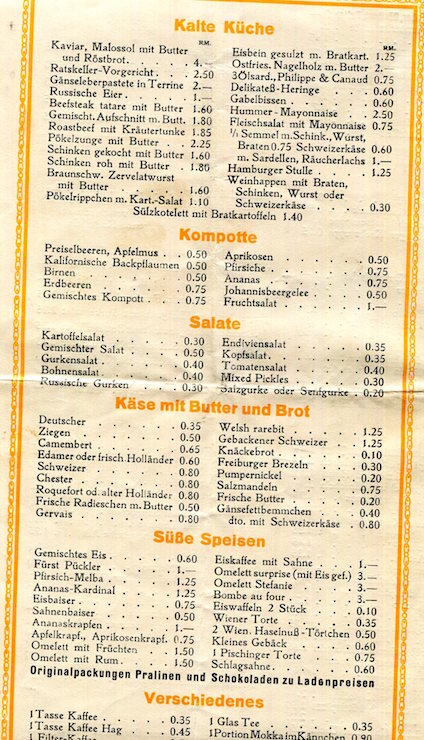 Kalte Küche
RM.
Kaviar, Malossol mit Butter
und Röstbrot . . . . . 4.—
Ratskeller-Vorgericht . . . . 2.50
Gänseleberpastete in Terrine 2.—
Russische Eier . . . . . . 1.—
Beefsteak tatare mit Butter 1.60
Gemischt. Aufschnitt m. Butt. 1.80
Roastbeef mit Kräutertunke 1.85
Pökelzunge mit Butter . . . 2.25
Schinken gekocht mit Butter 1.60
Schinken roh mit Butter . . 1.80
Braunschw. Zervelatwurst
mit Butter . . . . . . 1.60
Pökelrippchen m. Kart.-Salat 1.10
RM.
Eisbein gesulzt m. Bratkart. 1.25
Ostfries. Nagelholz m. Butter 2.—
3 Ölsard., Philippe & Canaud 0.75
Delikateß-Heringe . . . . 0.60
Gabelbissen . . . . . . 0.60
Hummer-Mayonnaise . . . 2.50
Fleischsalat mit Mayonnaise 0.75
¹/₁ Semmel m. Schink., Wurst,
Braten 0.75 Schweizerkäse 0.60
m. Sardellen, Räucherlachs 1.—
Hamburger Stulle . . . . . 1.25
Weinhappen mit Braten,
Schinken, Wurst oder
Schweizerkäse . . . . . 0.30
Sülzkotelett mit Bratkartoffeln 1.40
Kompotte
Preiselbeeren, Apfelmus . . 0.50
Kalifornische Backpflaumen 0.50
Birnen . . . . . . . 0.50
Erdbeeren . . . . . . 0.75
Gemischtes Kompott . . . . 0.75
Aprikosen . . . . . . . 0.50
Pfirsiche . . . . . . . 0.75
Ananas . . . . . . . 0.75
Johannisbeergelee . . . . . 0.50
Fruchtsalat . . . . . . 1.—
Salate
Kartoffelsalat . . . . . 0.30
Gemischter Salat . . . . 0.50
Gurkensalat . . . . . . 0.40
Bohnensalat . . . . . . 0.40
Russische Gurken . . . . 0.30
Endiviensalat . . . . . . 0.35
Kopfsalat . . . . . . . 0.35
Tomatensalat . . . . . . 0.40
Mixed Pickles . . . . . . 0.30
Salzgurke oder Senfgurke . 0.20
Käse mit Butter und Brot
Deutscher . . . . . . 0.35
Ziegen . . . . . . . 0.50
Camembert . . . . . . 0.65
Edamer oder frisch. Holländer 0.60
Schweizer . . . . . . 0.80
Chester . . . . . . . 0.80
Roquefort od. alter Holländer 0.80
Frische Radieschen m. Butter 0.50
Gervais . . . . . . . 0.80
Welsh rarebit . . . . . . 1.25
Gebackener Schweizer . . . 1.25
Knäckebrot . . . . . . 0.10
Freiburger Brezeln . . . . 0.30
Pumpernickel . . . . . . 0.20
Salzmandeln . . . . . . 0.75
Frische Butter . . . . . . 0.20
Gänsefettbemmchen . . . . 0.40
dto. mit Schweizerkäse . 0.80
Süße Speisen
Gemischtes Eis . . . . . 0.60
Fürst Pückler . . . . . 1.—
Pfirsich-Melba . . . . . 1.25
Ananas-Kardinal . . . . 1.25
Eisbaiser . . . . . . 0.75
Sahnenbaiser . . . . . 0.50
Ananaskrapfen . . . . . 1.—
Apfelkrapf., Aprikosenkrapf. 0.75
Omelett mit Früchten . . . 1.50
Omelett mit Rum . . . . . 1.50
Eiskaffee mit Sahne . . . . 1.—
Omelett surprise (mit Eis gef.) 3.—
Omelett Stefanie . . . . . 3.—
Bombe au four . . . . . 3.—
Eiswaffeln 2 Stück . . . . 0.10
Wiener Torte . . . . . . 0.35
2 Wien. Haselnuß-Törtchen 0.50
Kleines Gebäck . . . . . 0.60
1 Pischinger Torte . . . . 0.75
Schlagsahne . . . . . . 0.60
Originalpackungen Pralinen und Schokoladen zu Ladenpreisen
Verschiedenes
1 Tasse Kaffee . . . . . 0.35
1 Tasse Kaffee Hag . . . . 0.45
1 Filter-Kaffee
1 Glas Tee . . . . . . 0.35
1 Portion Mokka im Kännchen 0.90